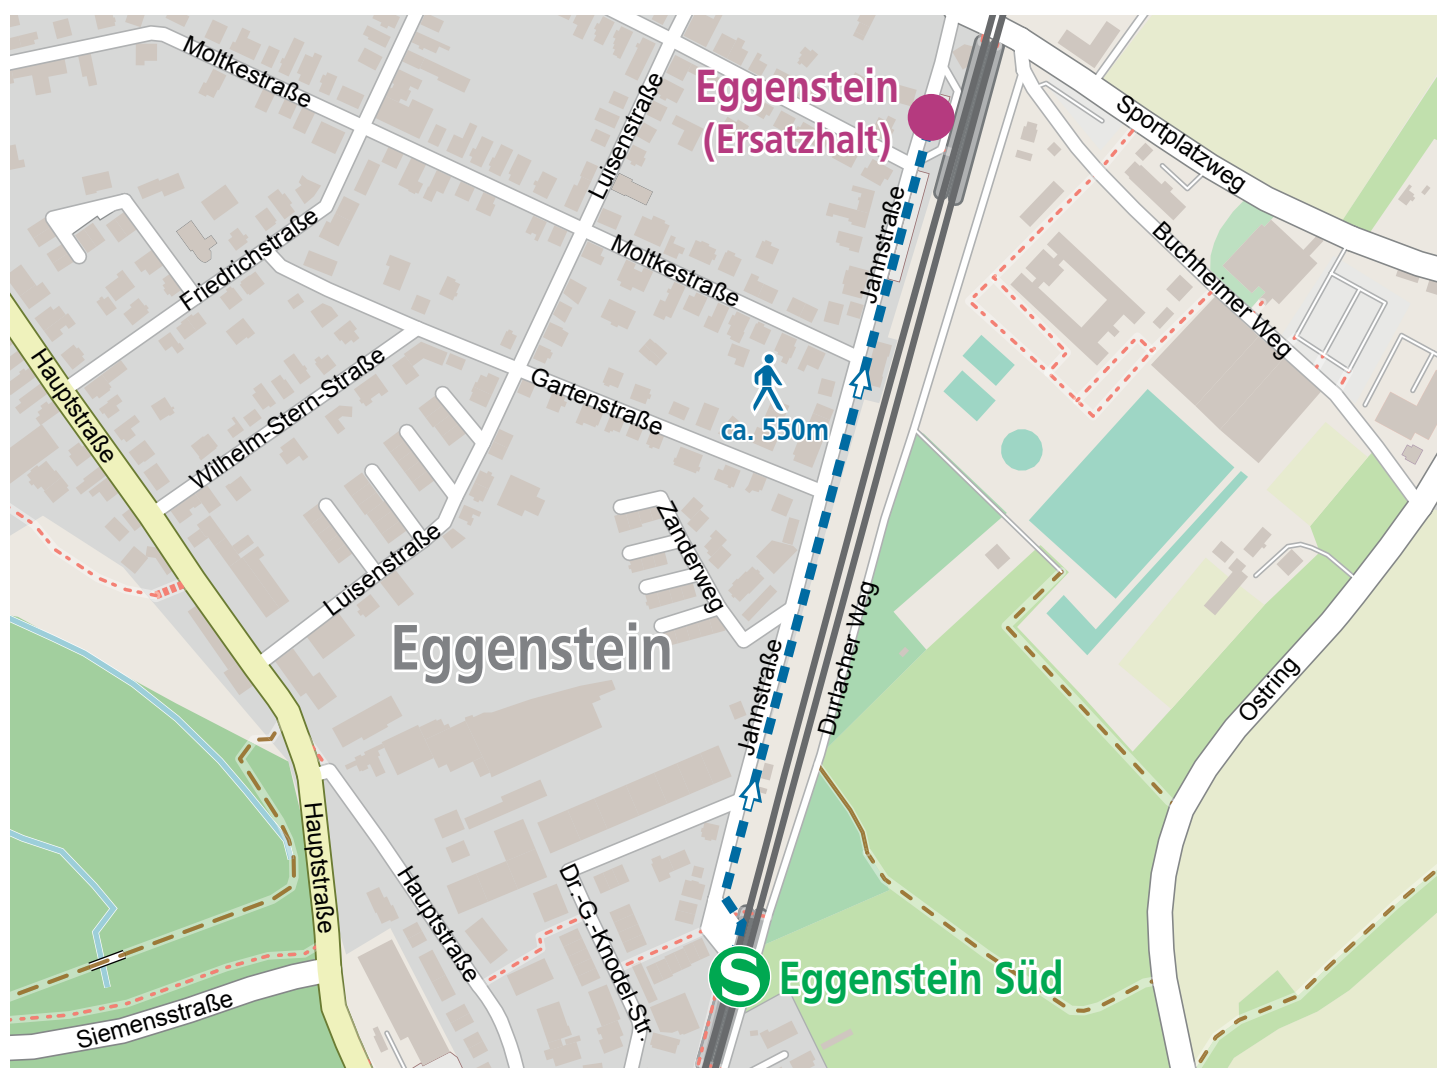 Moltkestraße
Luisenstraße
Eggenstein
(Ersatzhalt)
Sportplatzweg
Friedrichstraße
Moltkestraße
Jahnstraße
Buchheimer Weg
Hauptstraße
Wilhelm-Stern-Straße
Gartenstraße
ca. 550m
Luisenstraße
Zanderweg
Eggenstein
Jahnstraße
Durlacher Weg
Ostring
Hauptstraße
Hauptstraße
Dr.-G.-Knodel-Str.
S Eggenstein Süd
Siemensstraße